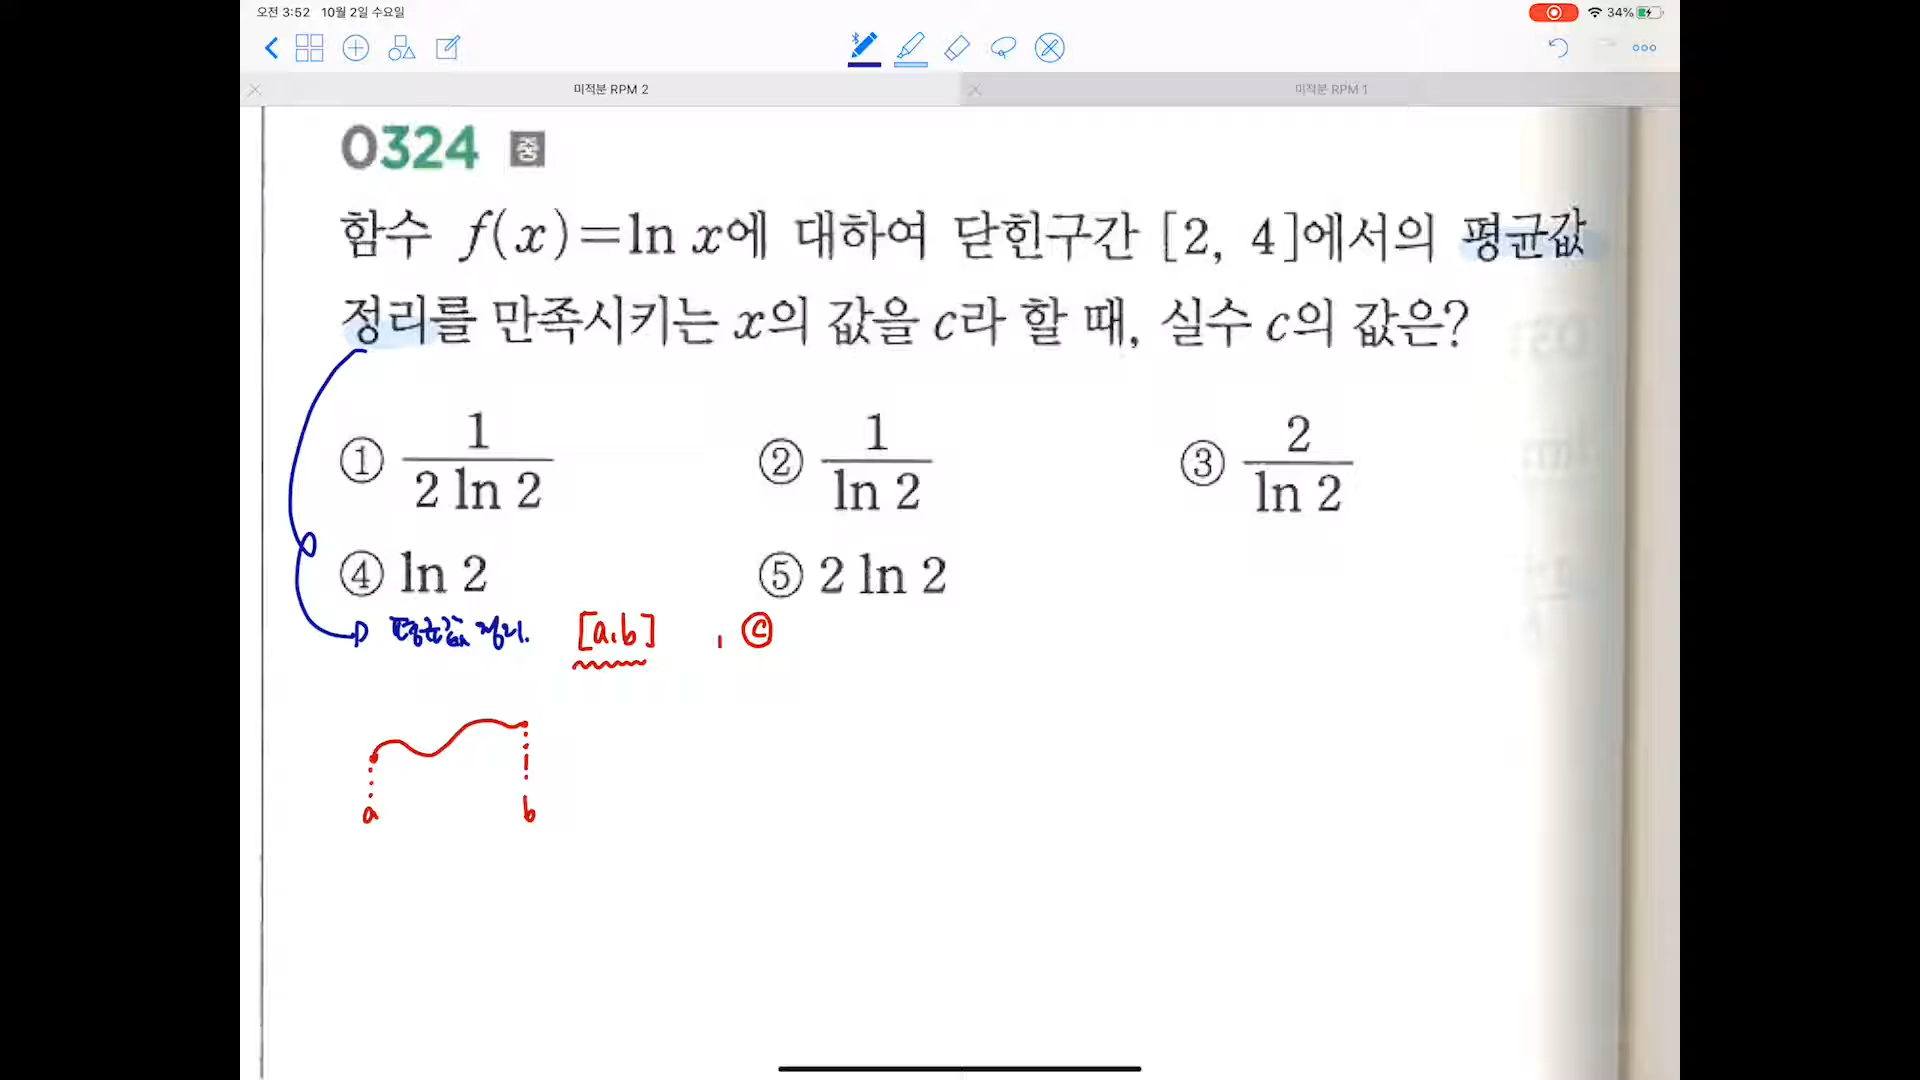 오전 3:52 10월 2일 수요일
34%
미적분 RPM 2
미적분 RPM 1
0324 중
함수 f(x)=ln x에 대하여 닫힌구간 [2, 4]에서의 평균값
정리를 만족시키는 x의 값을 c라 할 때, 실수 c의 값은?
① 1/(2 ln 2) ② 1/(ln 2) ③ 2/(ln 2)
④ ln 2 ⑤ 2 ln 2
평균값 정리. [a,b] , ⓒ
a b